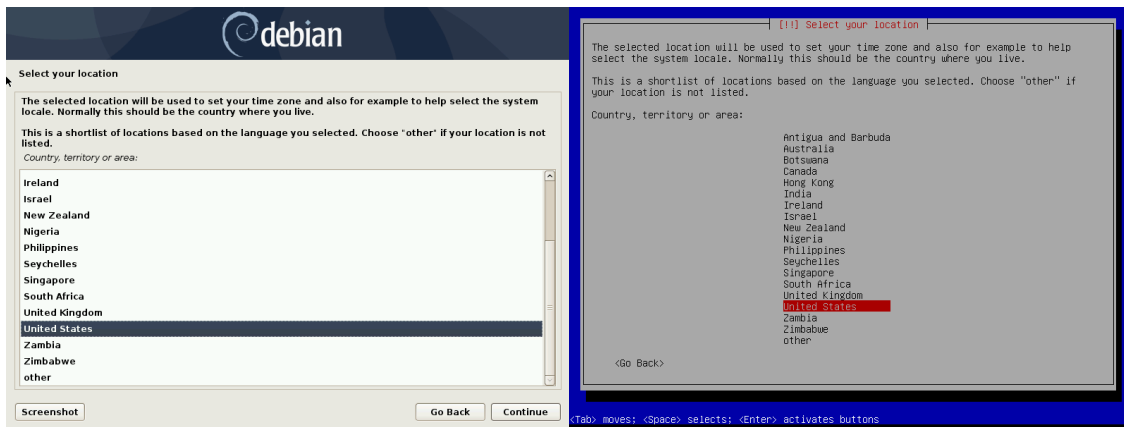 debian
Select your location
The selected location will be used to set your time zone and also for example to help select the system
locale. Normally this should be the country where you live.
This is a shortlist of locations based on the language you selected. Choose "other" if your location is not
listed.
Country, territory or area:
Ireland
Israel
New Zealand
Nigeria
Philippines
Seychelles
Singapore
South Africa
United Kingdom
United States
Zambia
Zimbabwe
other
Screenshot
Go Back
Continue
[!!] Select your location
The selected location will be used to set your time zone and also for example to help
select the system locale. Normally this should be the country where you live.
This is a shortlist of locations based on the language you selected. Choose "other" if
your location is not listed.
Country, territory or area:
Antigua and Barbuda
Australia
Botswana
Canada
Hong Kong
India
Ireland
Israel
New Zealand
Nigeria
Philippines
Seychelles
Singapore
South Africa
United Kingdom
United States
Zambia
Zimbabwe
other
<Go Back>
<Tab> moves; <Space> selects; <Enter> activates buttons